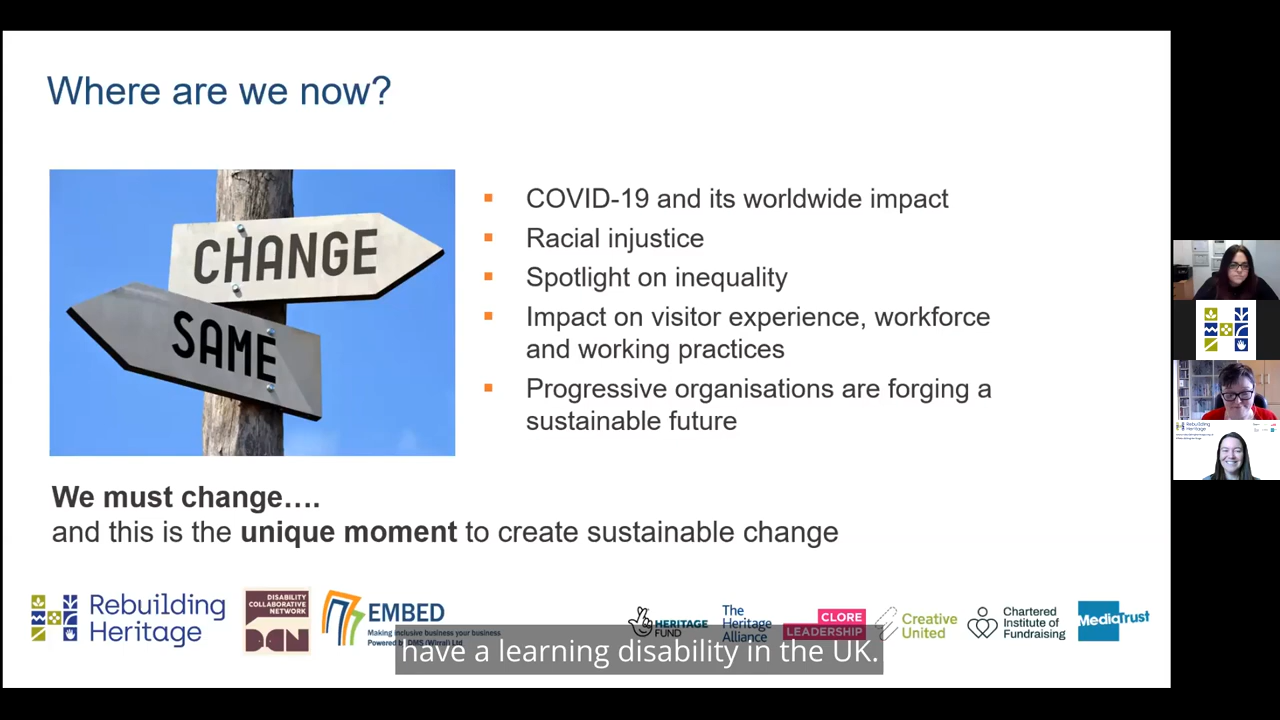 Where are we now?
CHANGE
SAME
COVID-19 and its worldwide impact
Racial injustice
Spotlight on inequality
Impact on visitor experience, workforce
and working practices
Progressive organisations are forging a
sustainable future
We must change….
and this is the unique moment to create sustainable change
Rebuilding
Heritage
DISABILITY
COLLABORATIVE
NETWORK
DCN
EMBED
Making inclusive business your business
HERITAGE
FUND
The
Heritage
Alliance
CLORE
LEADERSHIP
Creative
United
Chartered
Institute of
Fundraising
MediaTrust
have a learning disability in the UK.
Rebuilding
Heritage